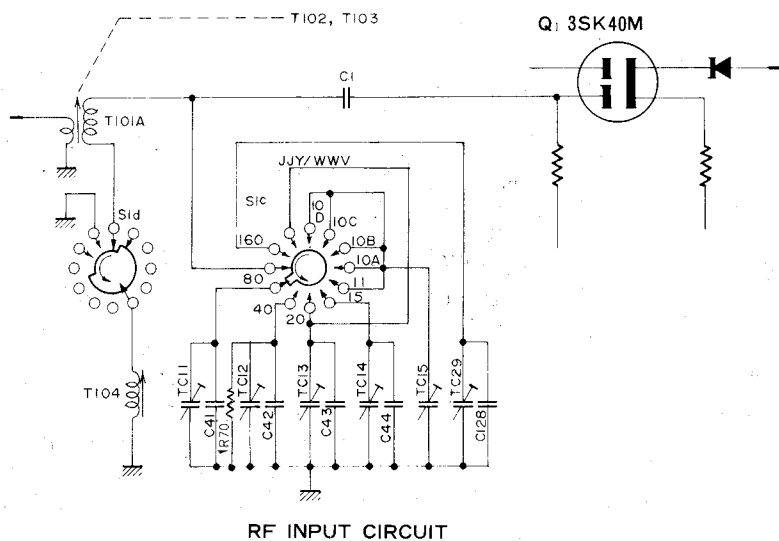 T102, T103
Q1 3SK40M
C1
T101A
JJY/WWV
S1d
S1c
10
D
10C
160
10B
10A
80
11
40
15
20
T104
TC11
C41
R70
TC12
C42
TC13
C43
TC14
C44
TC15
TC29
C128
RF INPUT CIRCUIT